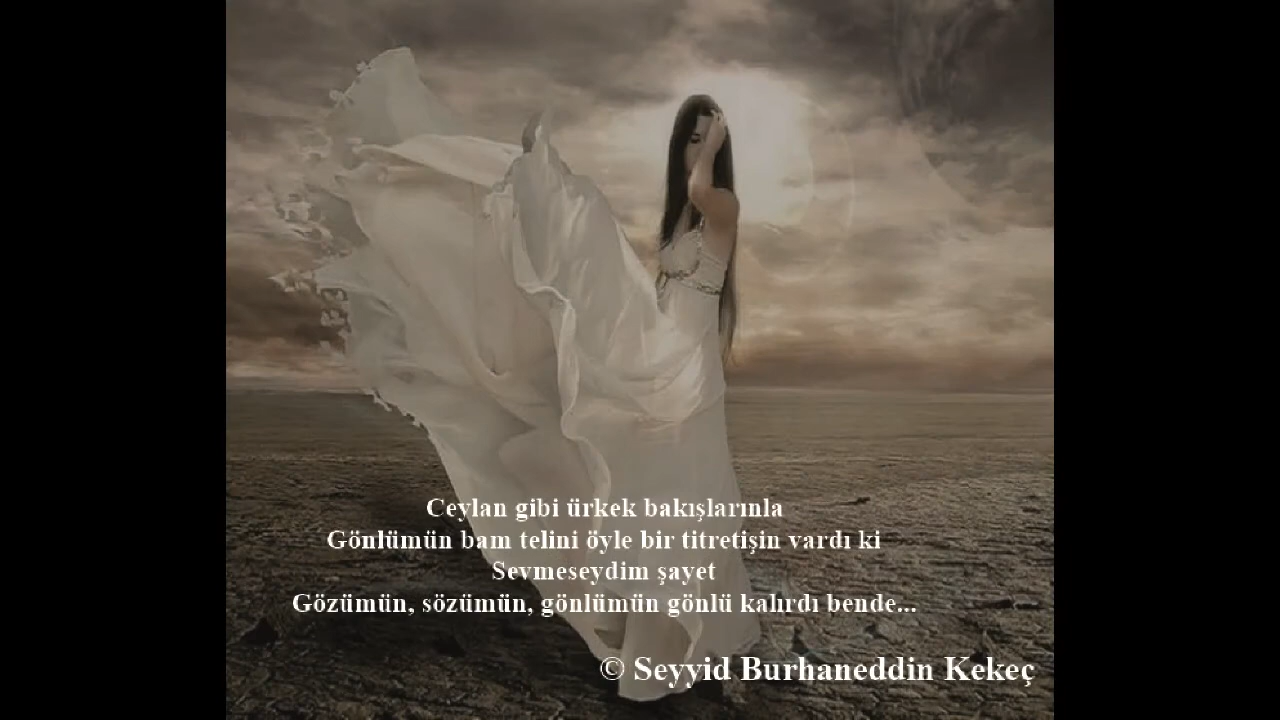 Ceylan gibi ürkek bakışlarınla
Gönlümün bam telini öyle bir titretişin vardı ki
Sevmeseydim şayet
Gözümün, sözümün, gönlümün gönlü kalırdı bende...
© Seyyid Burhaneddin Kekeç